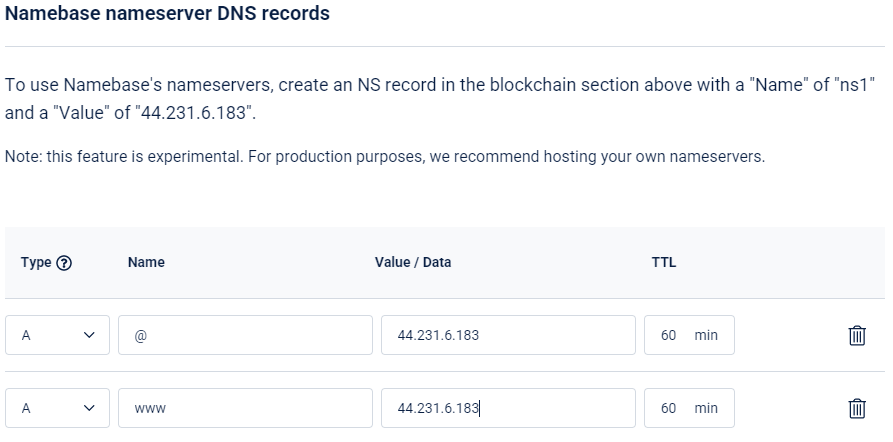 Namebase nameserver DNS records
To use Namebase's nameservers, create an NS record in the blockchain section above with a "Name" of "ns1"
and a "Value" of "44.231.6.183".
Note: this feature is experimental. For production purposes, we recommend hosting your own nameservers.
Type ? Name Value / Data TTL
A @ 44.231.6.183 60 min
A www 44.231.6.183 60 min